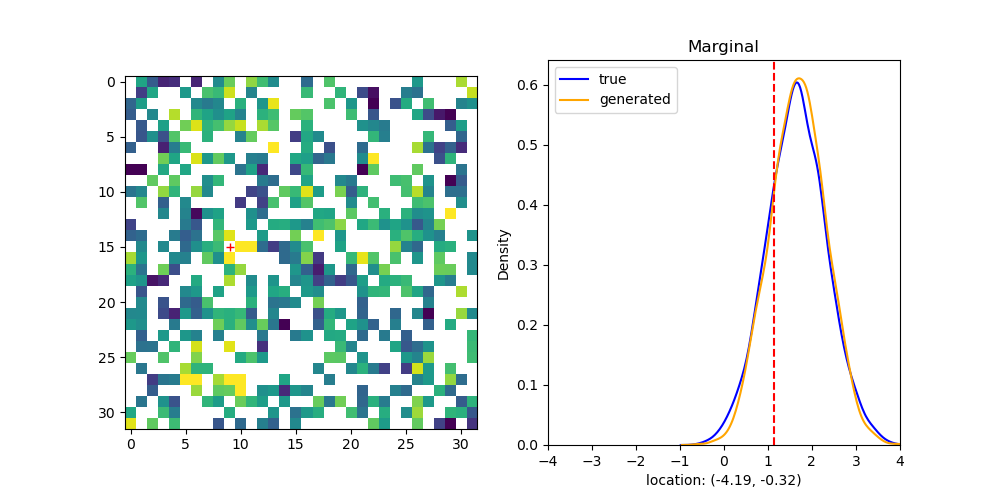 0
5
10
15
20
25
30
0 5 10 15 20 25 30
Marginal
true
generated
Density
0.6
0.5
0.4
0.3
0.2
0.1
0.0
−4 −3 −2 −1 0 1 2 3 4
location: (-4.19, -0.32)